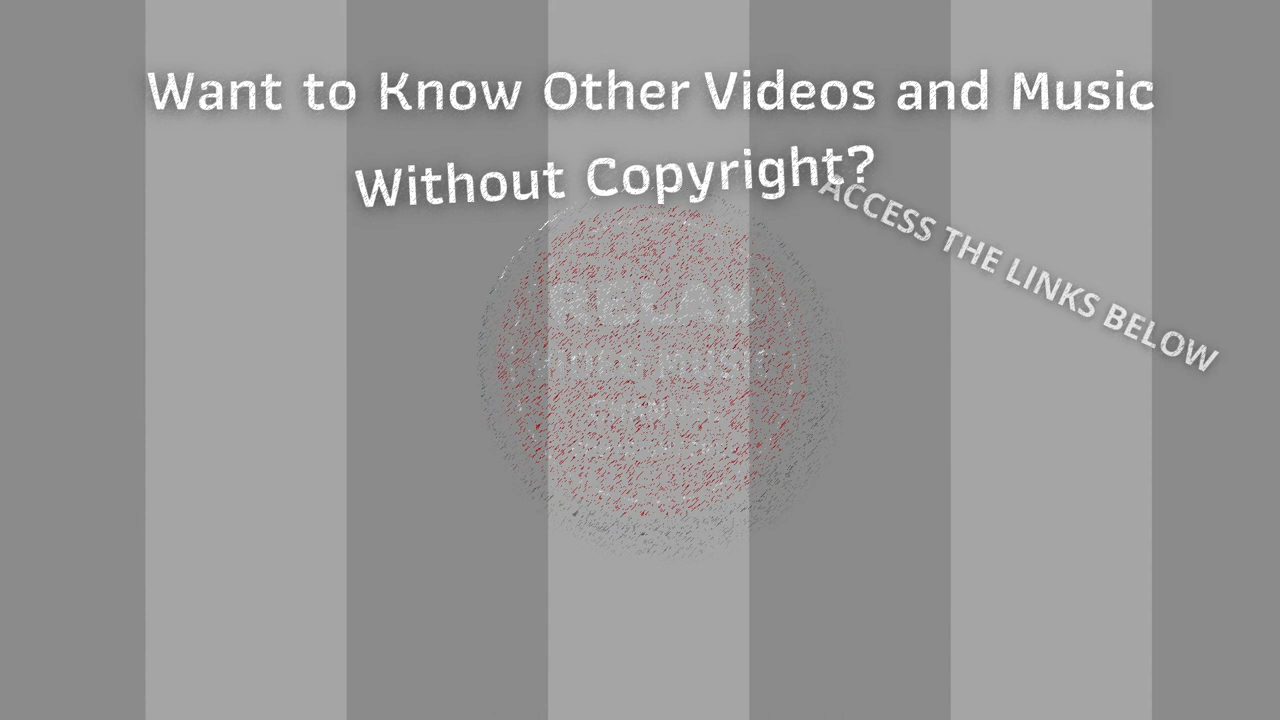 Want to Know Other Videos and Music
Without Copyright?
ACCESS THE LINKS BELOW
RELAX